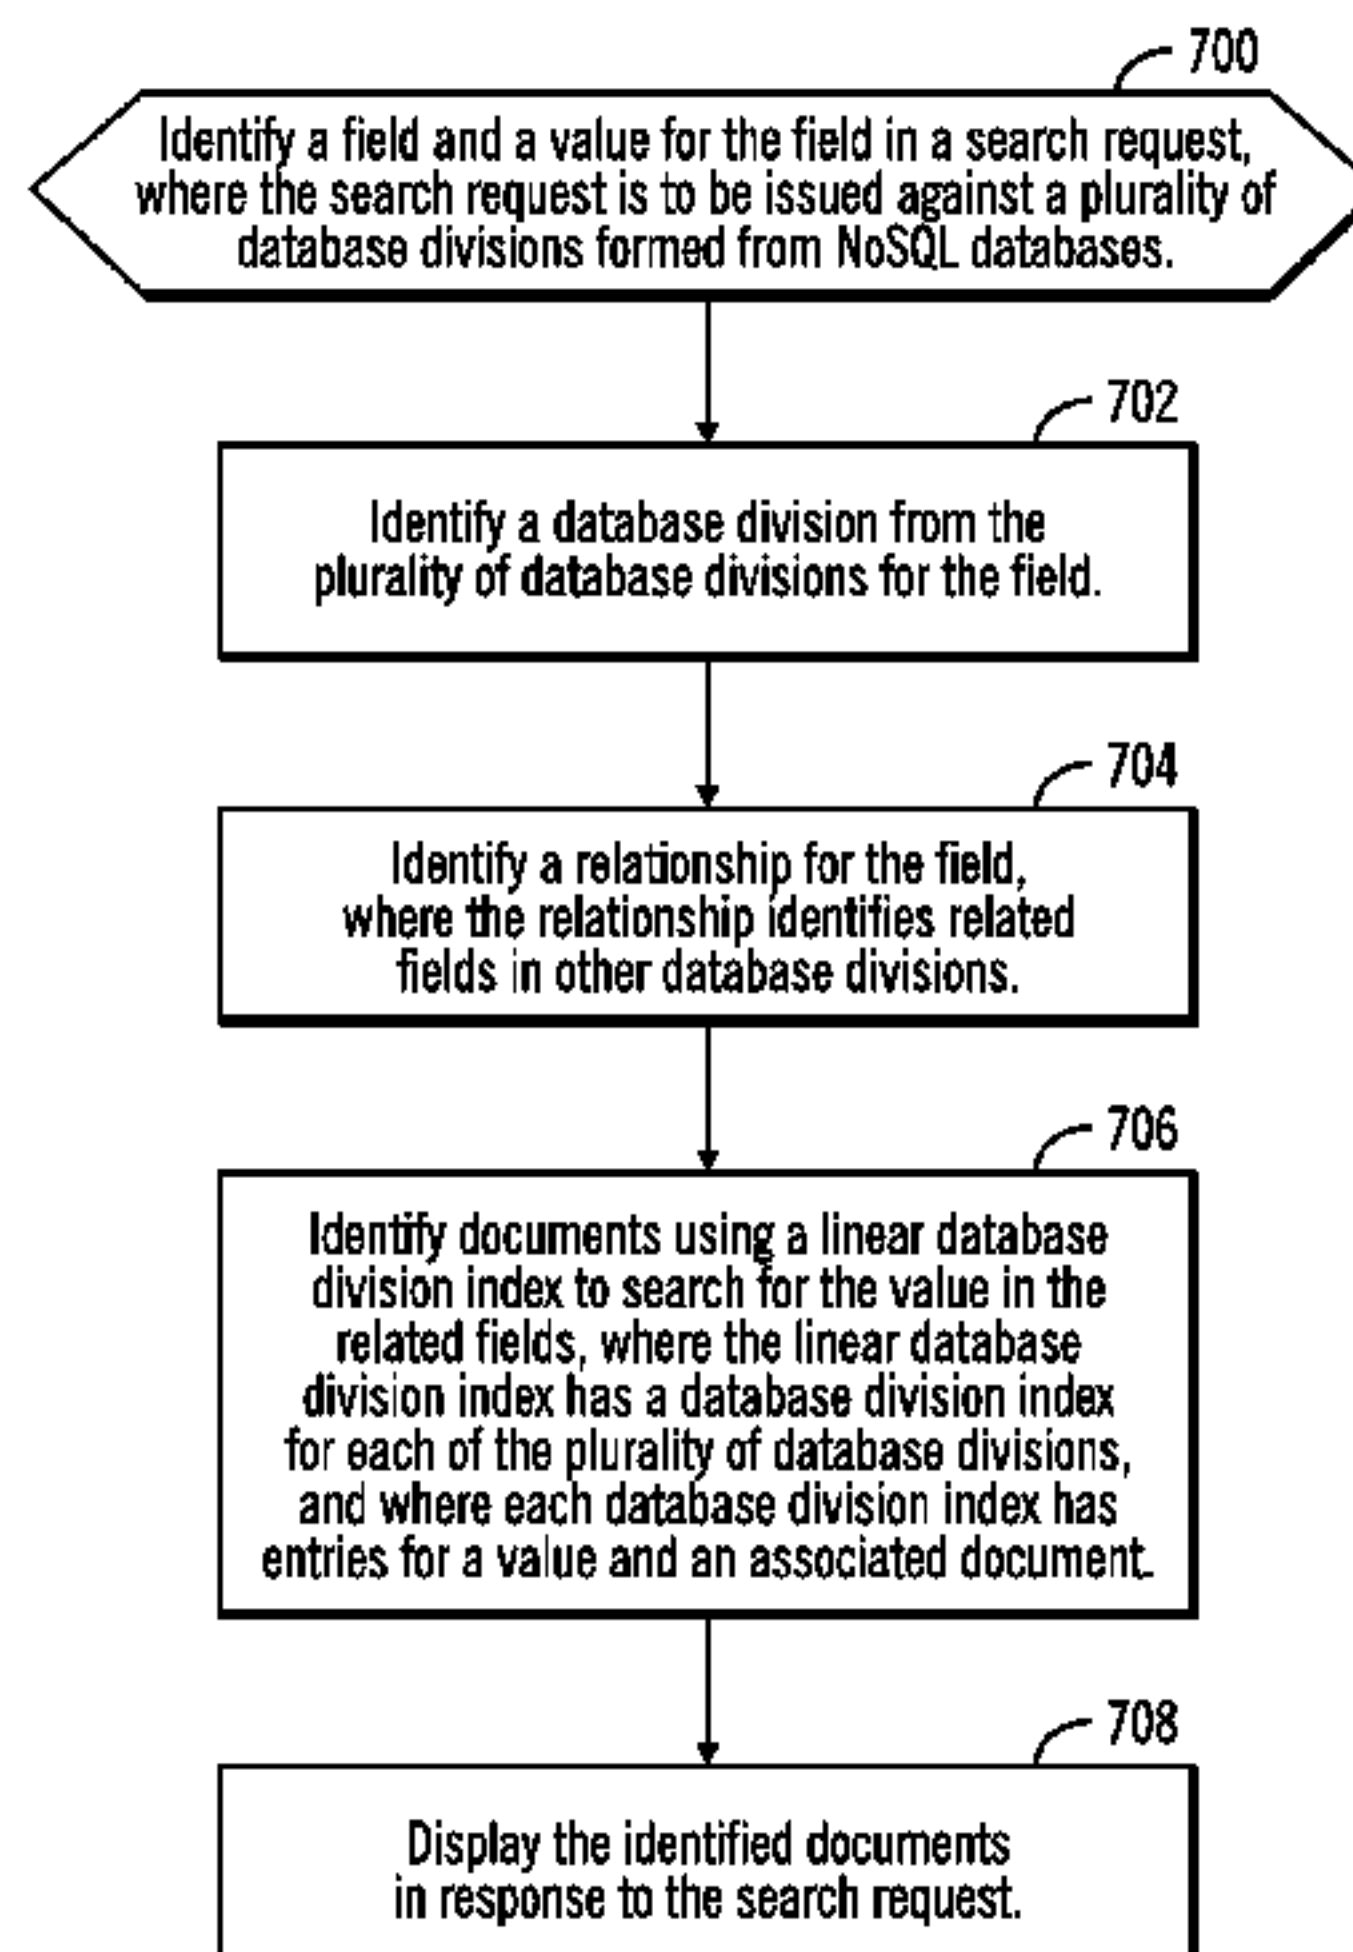 700
Identify a field and a value for the field in a search request,
where the search request is to be issued against a plurality of
database divisions formed from NoSQL databases.
702
Identify a database division from the
plurality of database divisions for the field.
704
Identify a relationship for the field,
where the relationship identifies related
fields in other database divisions.
706
Identify documents using a linear database
division index to search for the value in the
related fields, where the linear database
division index has a database division index
for each of the plurality of database divisions,
and where each database division index has
entries for a value and an associated document.
708
Display the identified documents
in response to the search request.